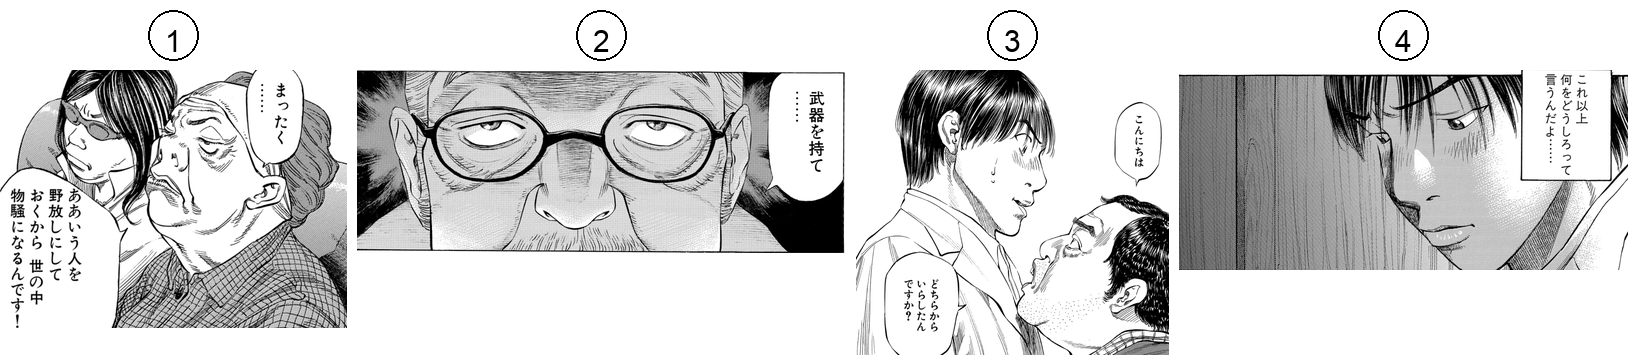 1
まったく
……
ああいう人を
野放しにして
おくから 世の中
物騒になるんです!
2
武器を持て
……
3
こんにちは
どちらから
いらしたん
ですか?
4
これ以上
何をどうしろって
言うんだよ……